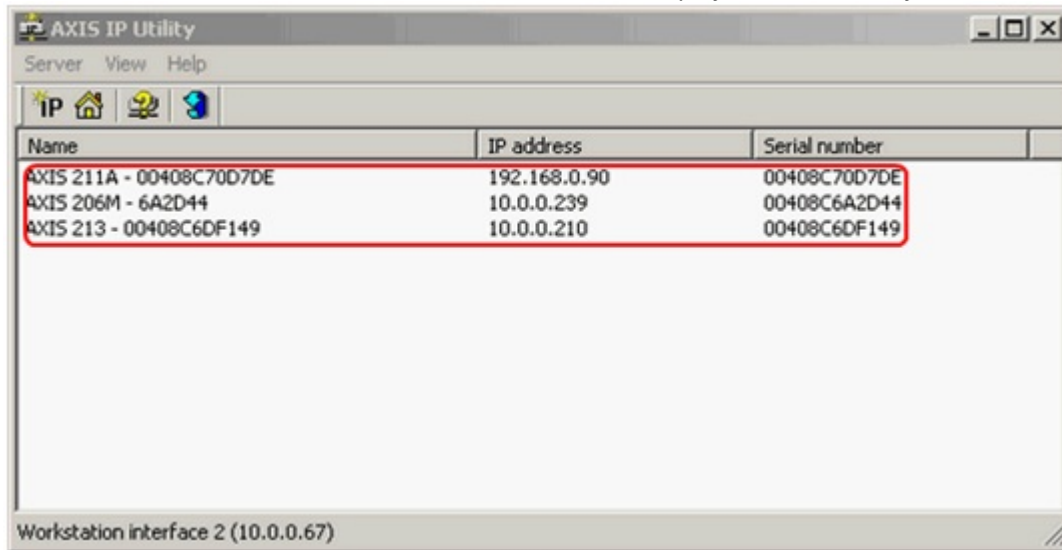 AXIS IP Utility
Server View Help
IP
Name IP address Serial number
AXIS 211A - 00408C70D7DE 192.168.0.90 00408C70D7DE
AXIS 206M - 6A2D44 10.0.0.239 00408C6A2D44
AXIS 213 - 00408C6DF149 10.0.0.210 00408C6DF149
Workstation interface 2 (10.0.0.67)